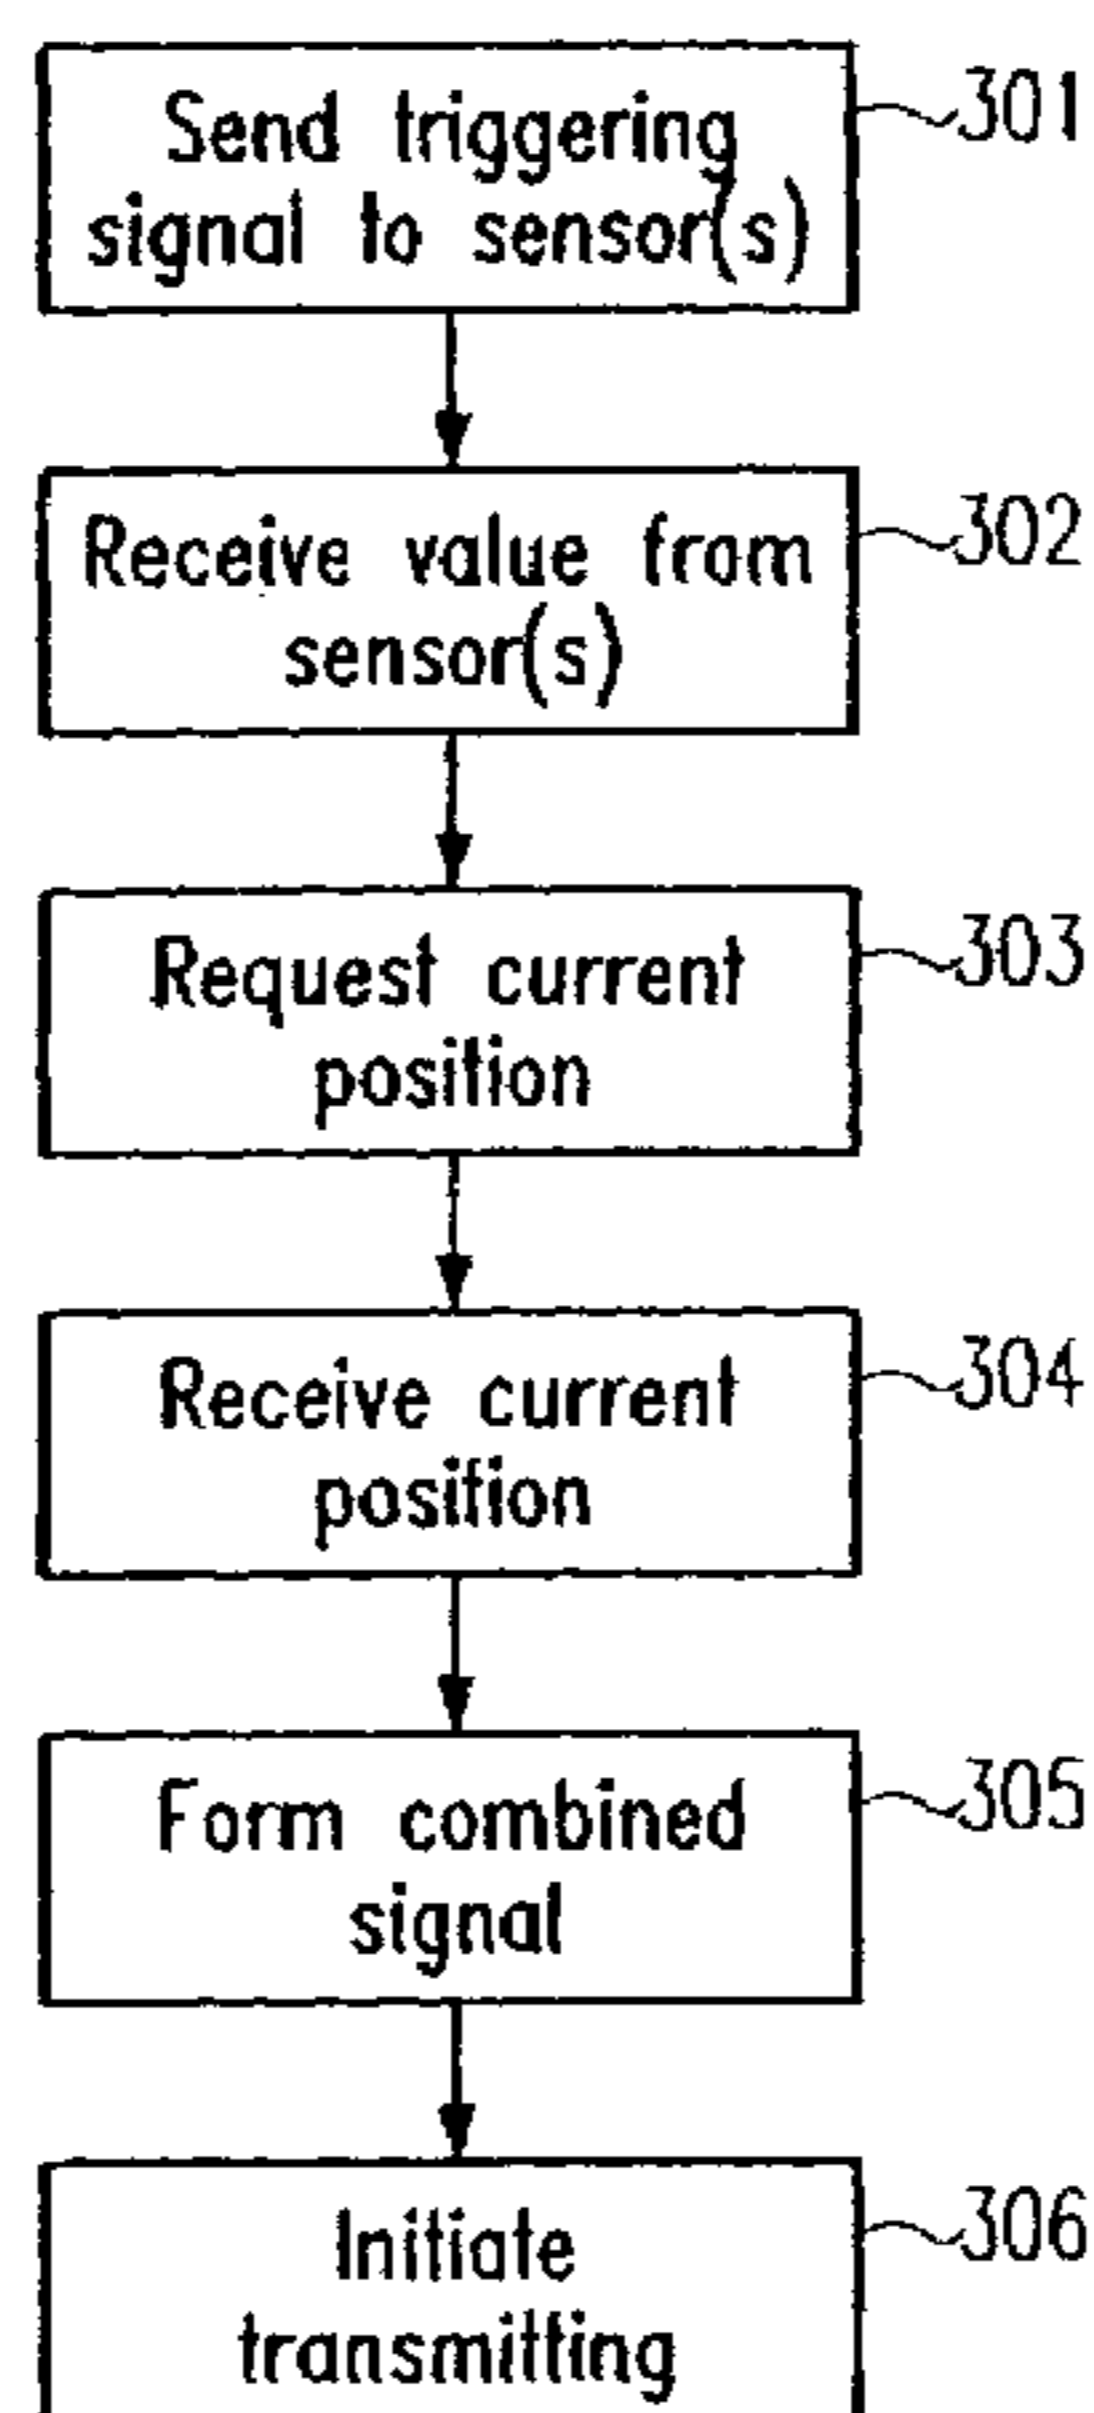 Send triggering
signal to sensor(s)
301
Receive value from
sensor(s)
302
Request current
position
303
Receive current
position
304
Form combined
signal
305
Initiate
transmitting
306